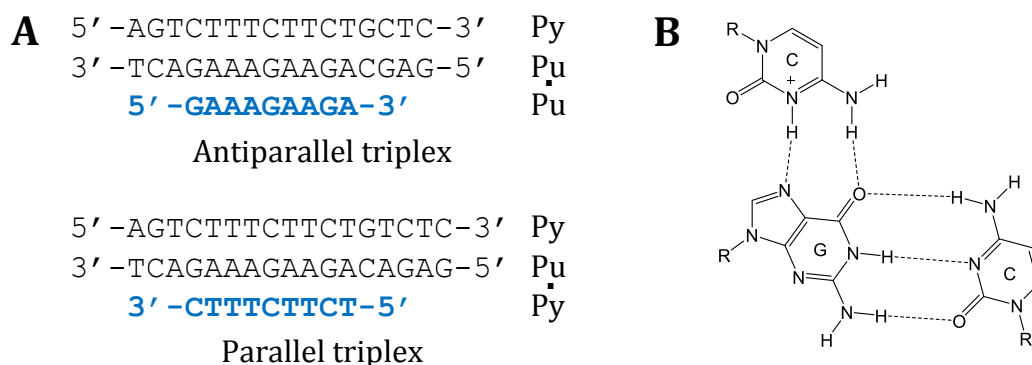 A
5′-AGTCTTTCTTCTGCTC-3′ Py
3′-TCAGAAAGAAGACGAG-5′ Pu
·
5′-GAAAGAAGA-3′ Pu
Antiparallel triplex
5′-AGTCTTTCTTCTGTCTC-3′ Py
3′-TCAGAAAGAAGACAGAG-5′ Pu
·
3′-CTTTCTTCT-5′ Py
Parallel triplex
B
R
N C
+ H
O N N
H H
H
N O H N
N G N H N C
R
N N H O N
H R